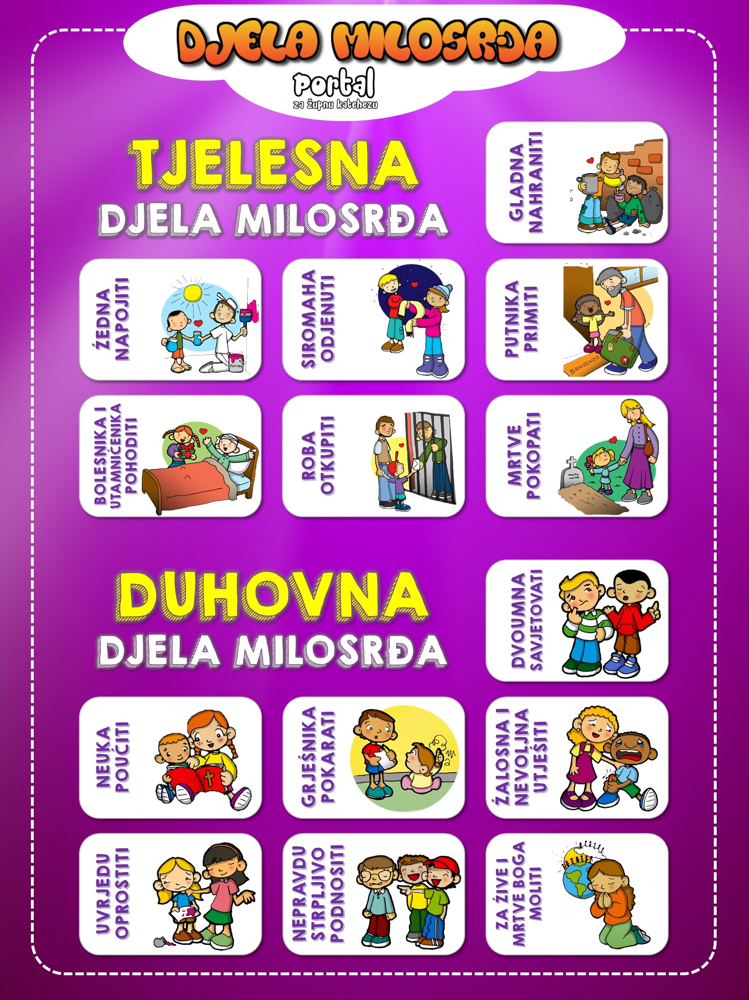 DJELA MILOSRĐA
portal
za župnu katehezu
TJELESNA
DJELA MILOSRĐA
GLADNA
NAHRANITI
ŽEDNA
NAPOJITI
PINTURA
SIROMAHA
ODJENUTI
PUTNIKA
PRIMITI
BIENVENIDO
BOLESNIKA I
UTAMNIČENIKA
POHODITI
ROBA
OTKUPITI
MRTVE
POKOPATI
DUHOVNA
DJELA MILOSRĐA
DVOUMNA
SAVJETOVATI
NEUKA
POUČITI
GRJEŠNIKA
POKARATI
ŽALOSNA I
NEVOLJNA
UTJEŠITI
UVRJEDU
OPROSTITI
NEPRAVDU
STRPLJIVO
PODNOSITI
ZA ŽIVE I
MRTVE BOGA
MOLITI